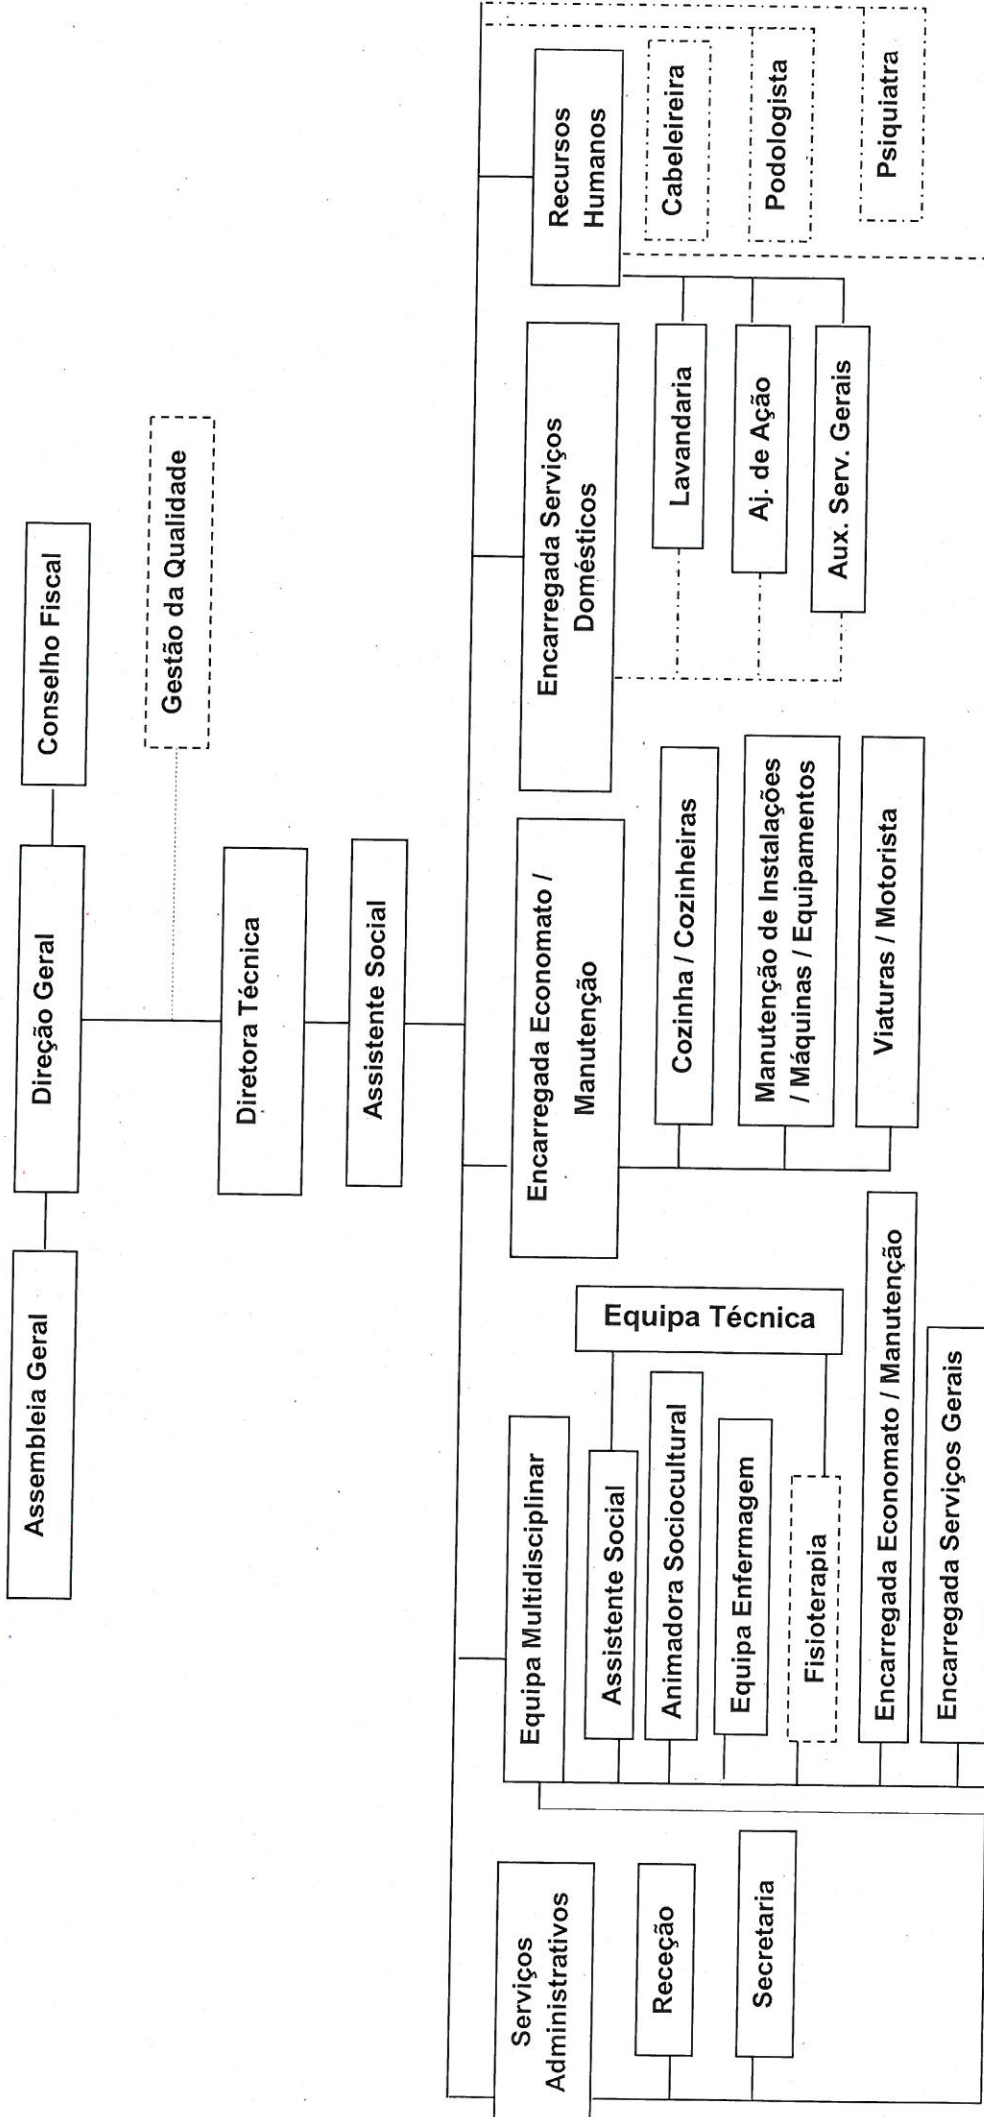 Assembleia Geral
Direção Geral
Conselho Fiscal
Gestão da Qualidade
Diretora Técnica
Assistente Social
Serviços
Administrativos
Receção
Secretaria
Equipa Multidisciplinar
Equipa Técnica
Assistente Social
Animadora Sociocultural
Equipa Enfermagem
Fisioterapia
Encarregada Economato / Manutenção
Encarregada Serviços Gerais
Encarregada Economato /
Manutenção
Cozinha / Cozinheiras
Manutenção de Instalações
/ Máquinas / Equipamentos
Viaturas / Motorista
Encarregada Serviços
Domésticos
Lavandaria
Aj. de Ação
Aux. Serv. Gerais
Recursos
Humanos
Cabeleireira
Podologista
Psiquiatra